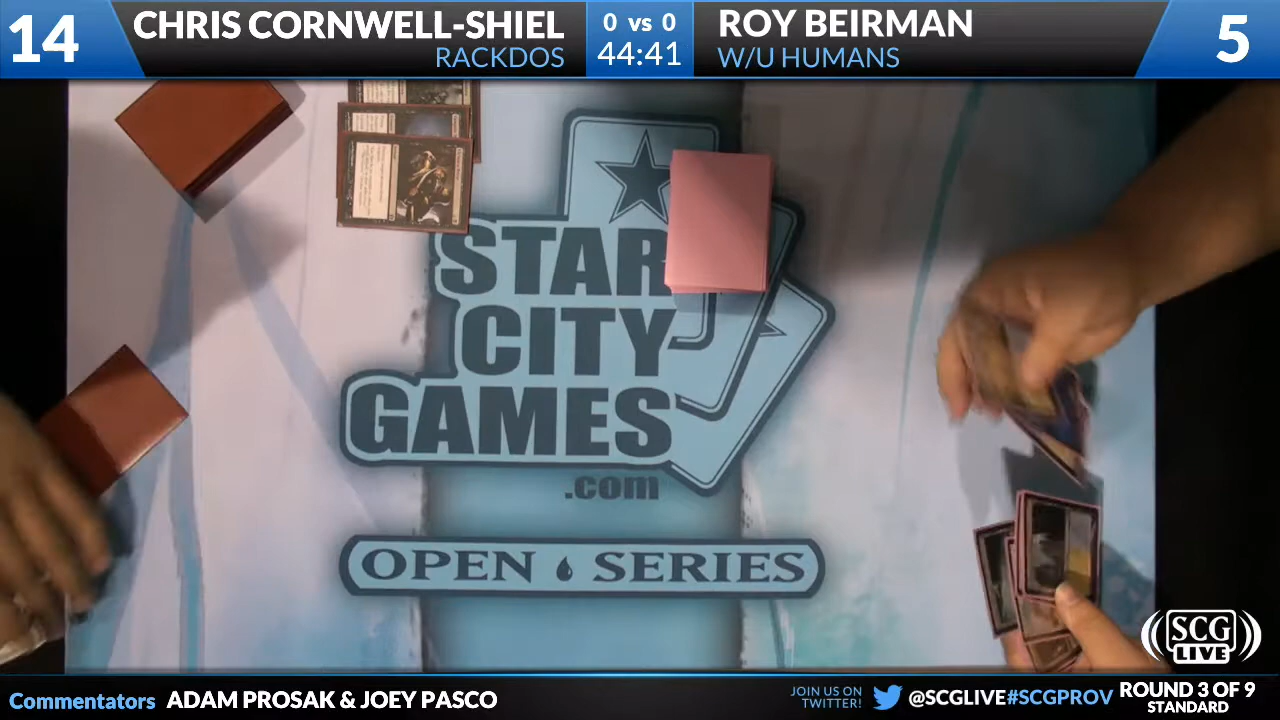 14
CHRIS CORNWELL-SHIEL
RACKDOS
0 vs 0
44:41
ROY BEIRMAN
W/U HUMANS
5
STAR
CITY
GAMES
.com
OPEN SERIES
SCG
LIVE
Commentators ADAM PROSAK & JOEY PASCO
JOIN US ON
TWITTER!
@SCGLIVE#SCGPROV
ROUND 3 OF 9
STANDARD